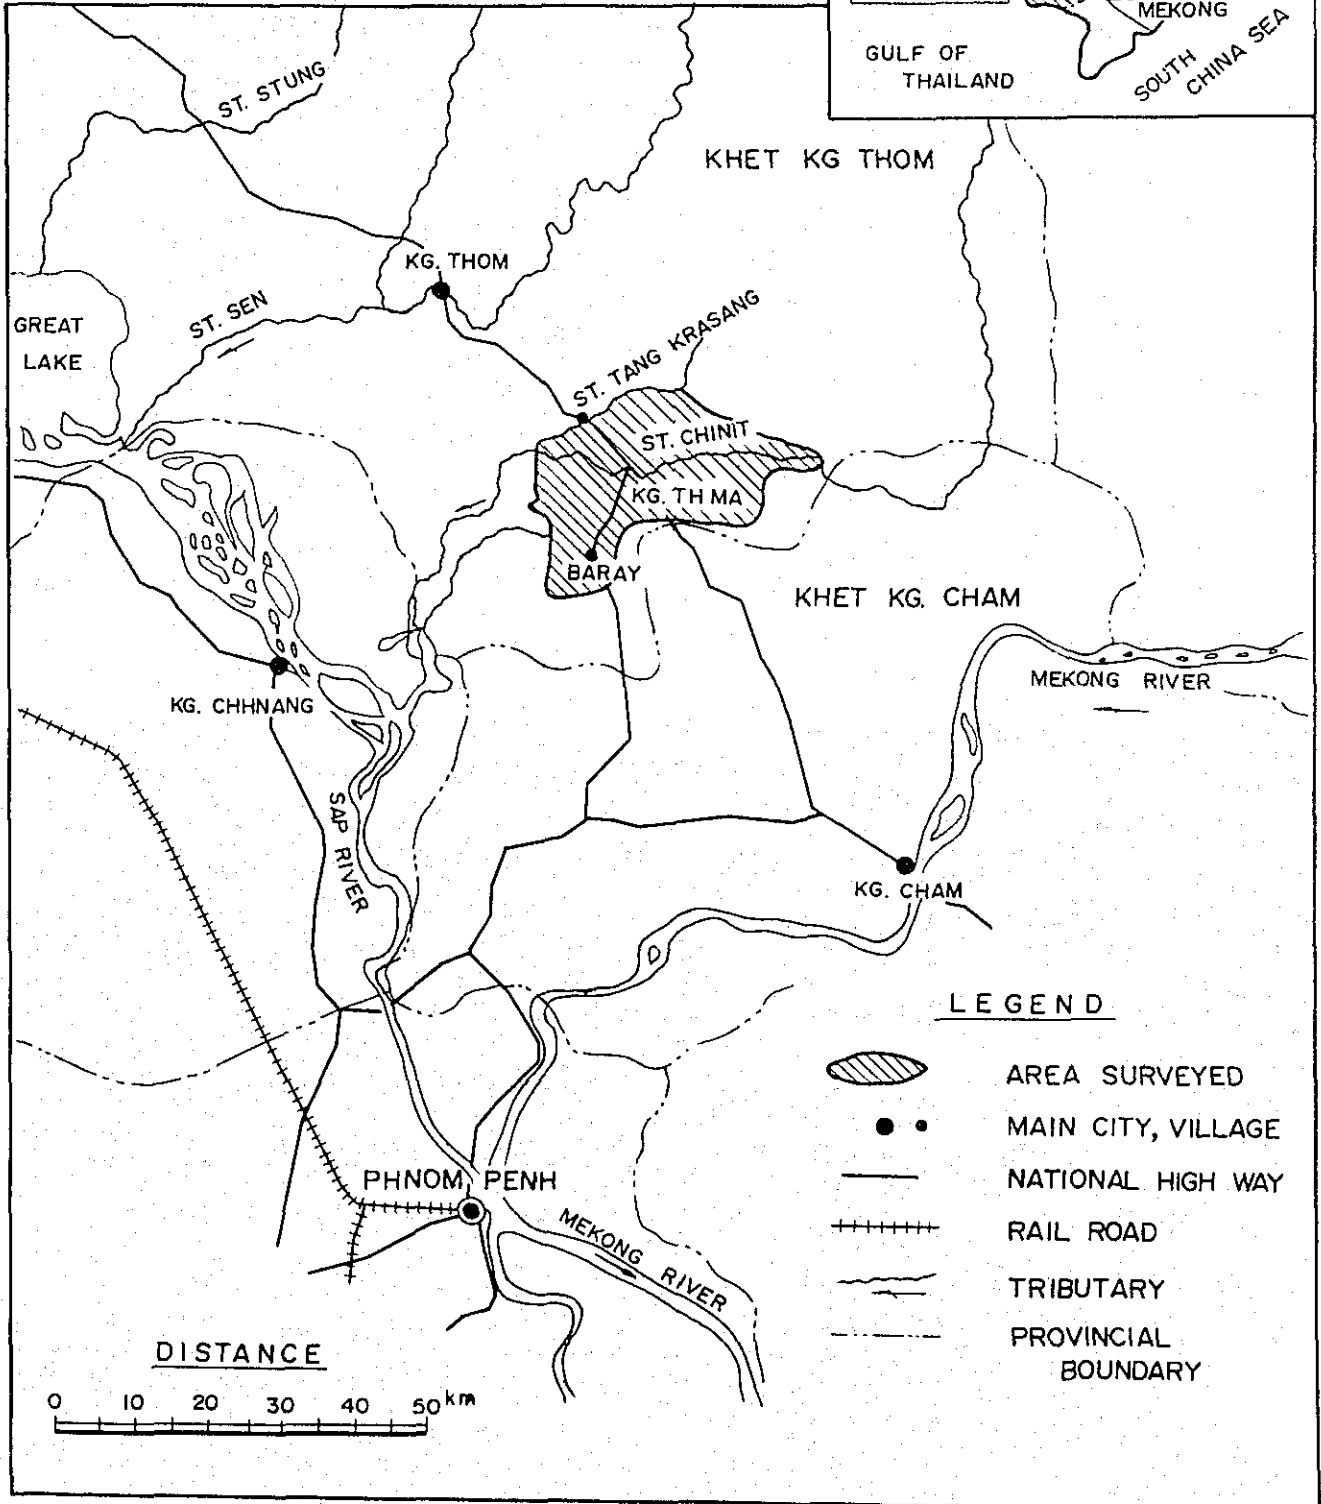 MEKONG
GULF OF
THAILAND
SOUTH
CHINA SEA
ST. STUNG
KHET KG THOM
KG. THOM
ST. SEN
GREAT
LAKE
ST. TANG KRASANG
ST. CHINIT
KG. THMA
BARAY
KHET KG. CHAM
MEKONG RIVER
KG. CHHNANG
SAP RIVER
KG. CHAM
LEGEND
AREA SURVEYED
MAIN CITY, VILLAGE
NATIONAL HIGH WAY
RAIL ROAD
TRIBUTARY
PROVINCIAL
BOUNDARY
PHNOM PENH
MEKONG RIVER
DISTANCE
0 10 20 30 40 50 km